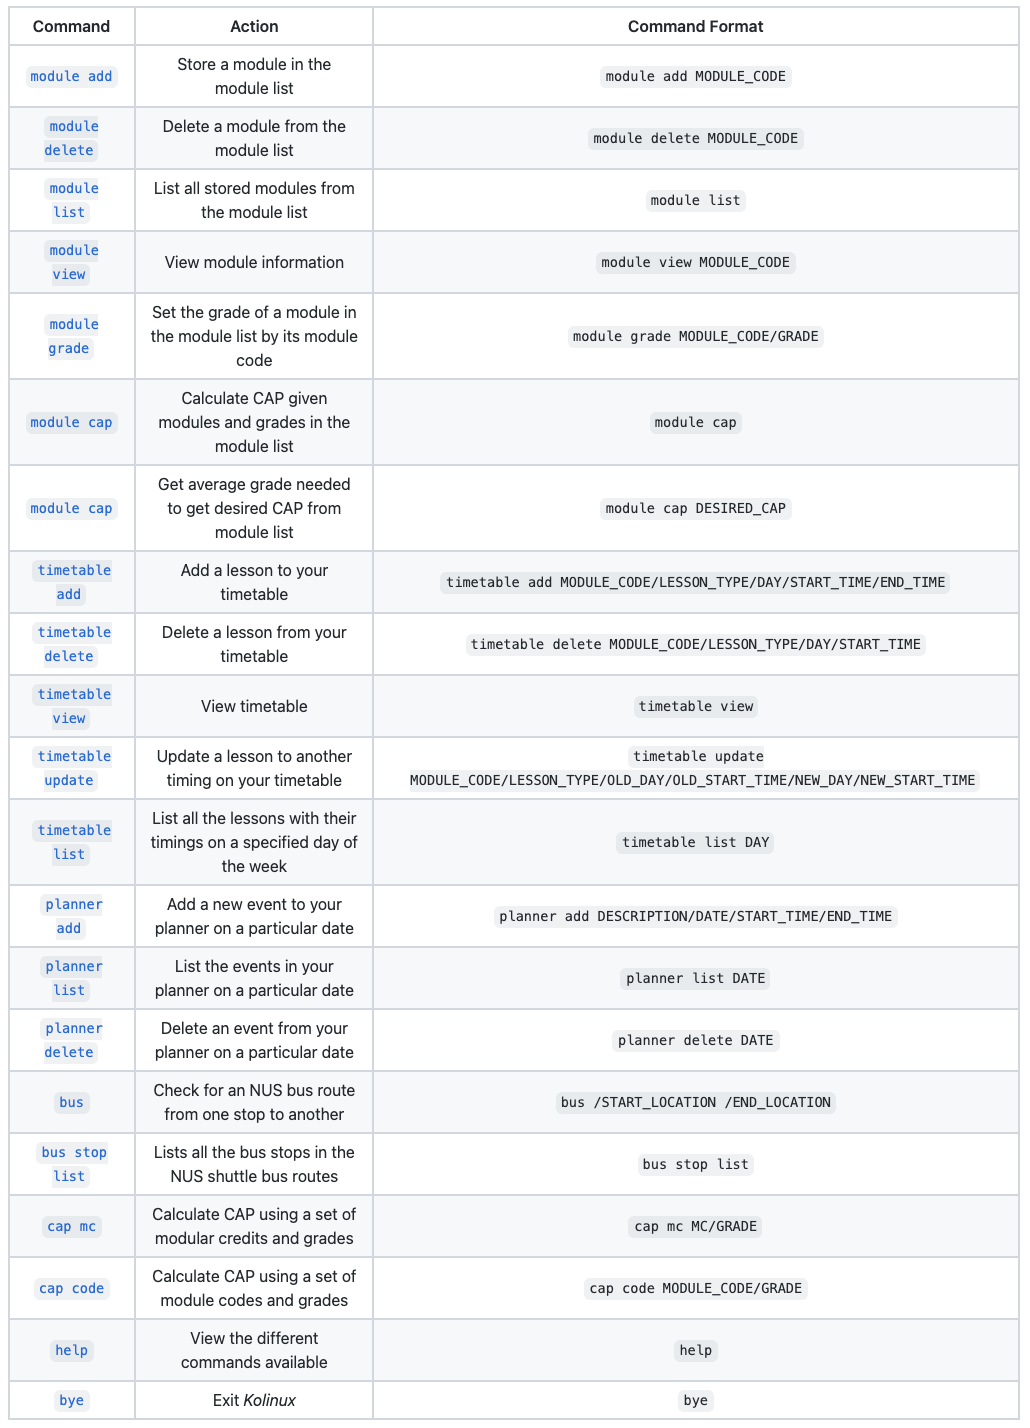 Command Action Command Format
module add
Store a module in the
module list
module add MODULE_CODE
module
delete
Delete a module from the
module list
module delete MODULE_CODE
module
list
List all stored modules from
the module list
module list
module
view
View module information
module view MODULE_CODE
module
grade
Set the grade of a module in
the module list by its module
code
module grade MODULE_CODE/GRADE
module cap
Calculate CAP given
modules and grades in the
module list
module cap
module cap
Get average grade needed
to get desired CAP from
module list
module cap DESIRED_CAP
timetable
add
Add a lesson to your
timetable
timetable add MODULE_CODE/LESSON_TYPE/DAY/START_TIME/END_TIME
timetable
delete
Delete a lesson from your
timetable
timetable delete MODULE_CODE/LESSON_TYPE/DAY/START_TIME
timetable
view
View timetable
timetable view
timetable
update
Update a lesson to another
timing on your timetable
timetable update
MODULE_CODE/LESSON_TYPE/OLD_DAY/OLD_START_TIME/NEW_DAY/NEW_START_TIME
timetable
list
List all the lessons with their
timings on a specified day of
the week
timetable list DAY
planner
add
Add a new event to your
planner on a particular date
planner add DESCRIPTION/DATE/START_TIME/END_TIME
planner
list
List the events in your
planner on a particular date
planner list DATE
planner
delete
Delete an event from your
planner on a particular date
planner delete DATE
bus
Check for an NUS bus route
from one stop to another
bus /START_LOCATION /END_LOCATION
bus stop
list
Lists all the bus stops in the
NUS shuttle bus routes
bus stop list
cap mc
Calculate CAP using a set of
modular credits and grades
cap mc MC/GRADE
cap code
Calculate CAP using a set of
module codes and grades
cap code MODULE_CODE/GRADE
help
View the different
commands available
help
bye
Exit Kolinux
bye